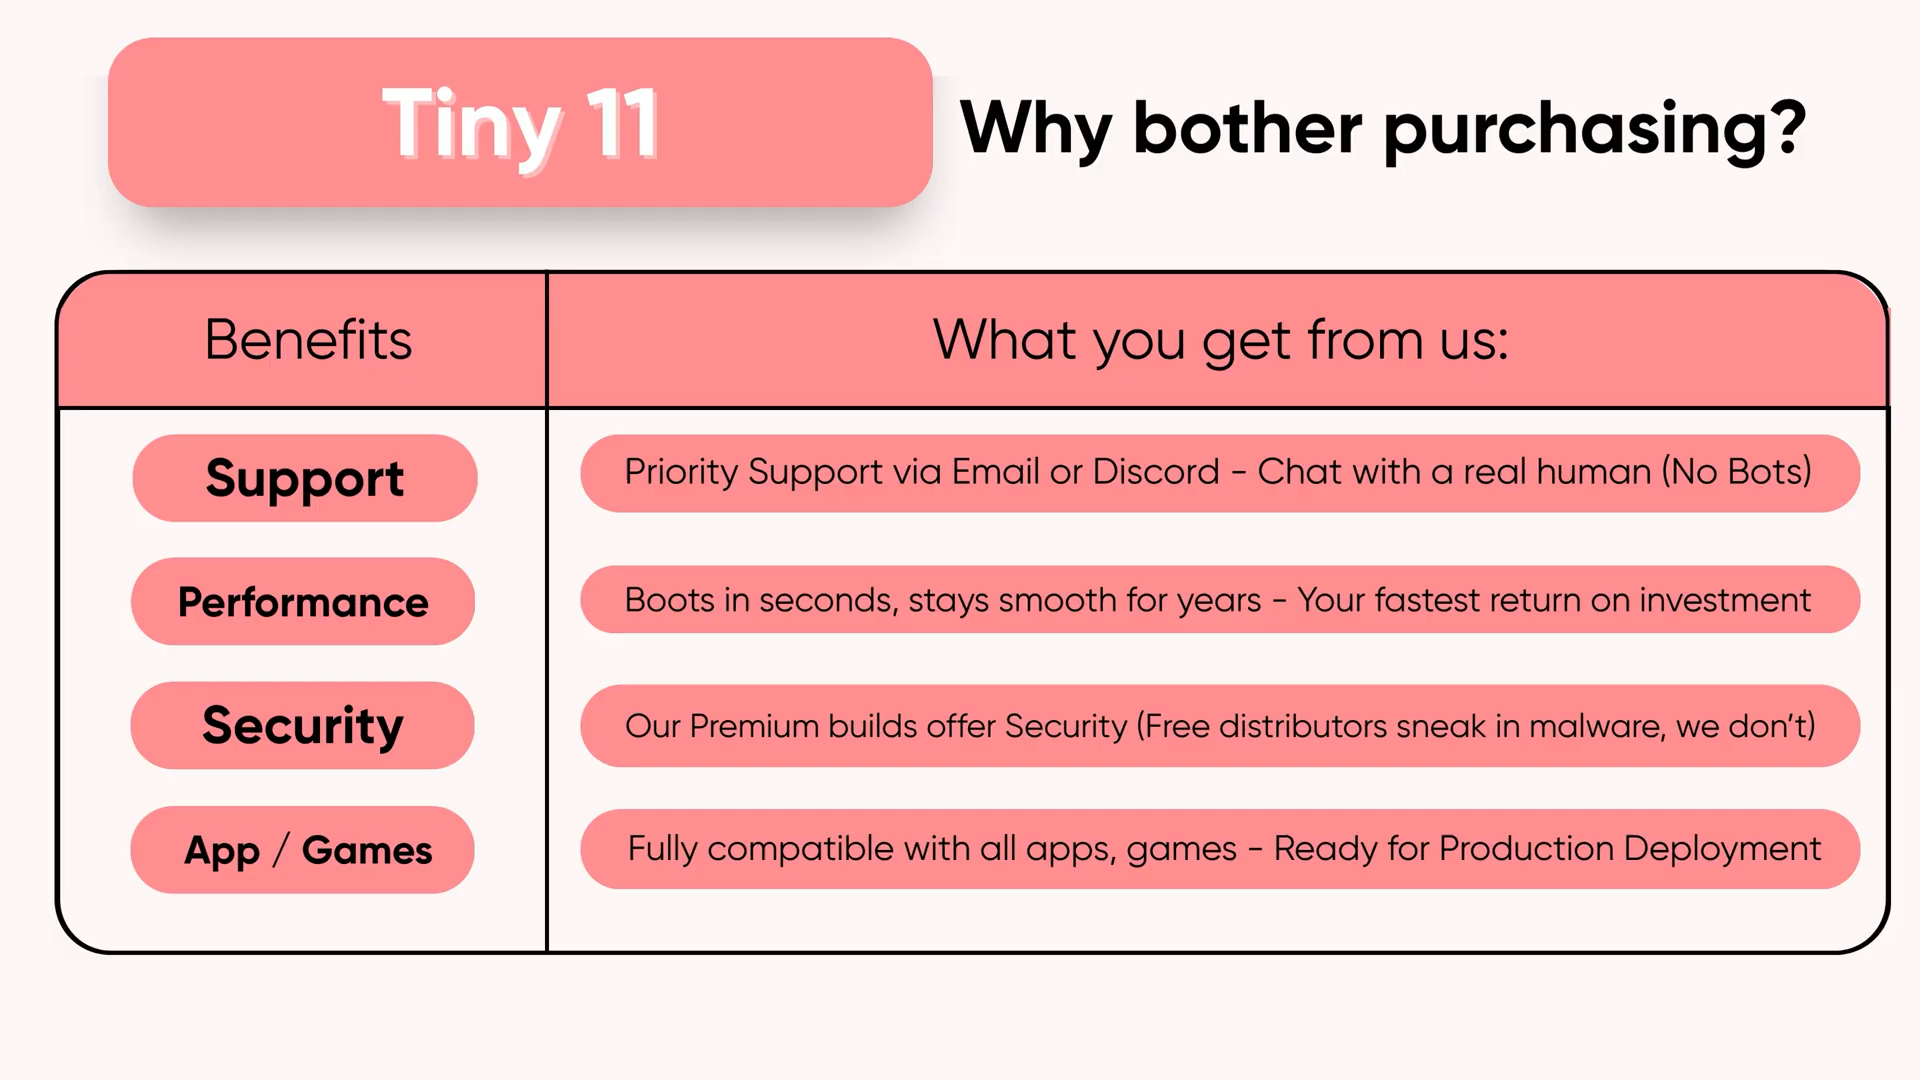 Tiny 11
Why bother purchasing?
Benefits
What you get from us:
Support
Priority Support via Email or Discord - Chat with a real human (No Bots)
Performance
Boots in seconds, stays smooth for years - Your fastest return on investment
Security
Our Premium builds offer Security (Free distributors sneak in malware, we don’t)
App / Games
Fully compatible with all apps, games - Ready for Production Deployment